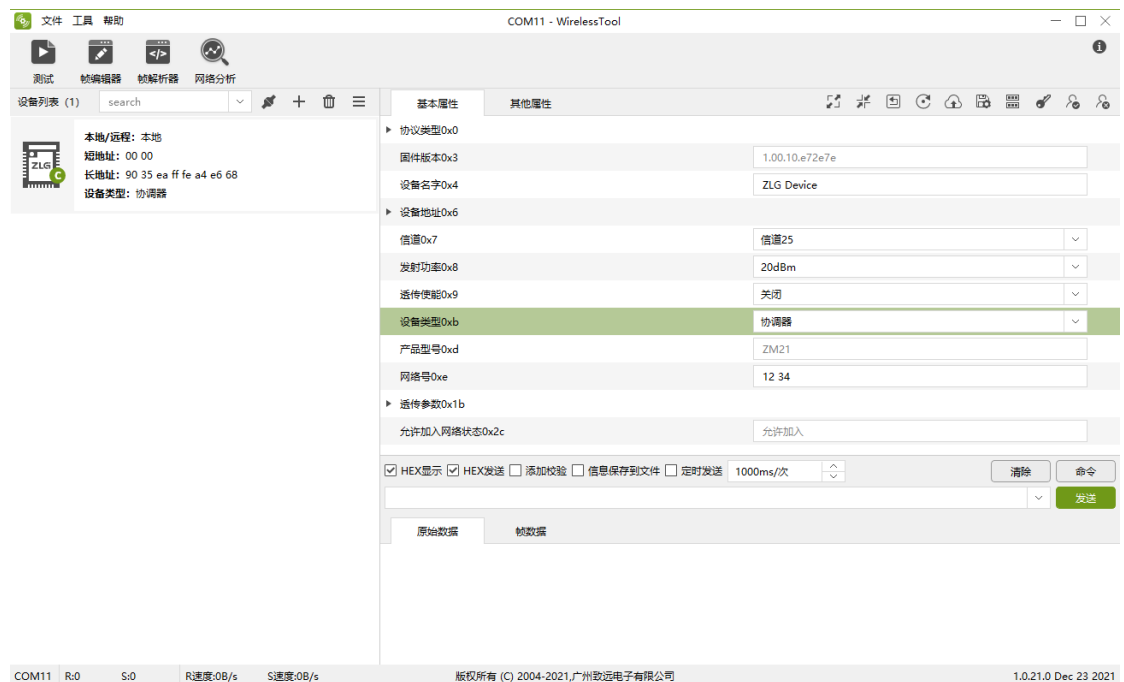 文件 工具 帮助
COM11 - WirelessTool
测试 帧编辑器 帧解析器 网络分析
设备列表 (1) search
ZLG C
本地/远程：本地
短地址：00 00
长地址：90 35 ea ff fe a4 e6 68
设备类型：协调器
基本属性 其他属性
协议类型0x0
固件版本0x3 1.00.10.e72e7e
设备名字0x4 ZLG Device
设备地址0x6
信道0x7 信道25
发射功率0x8 20dBm
透传使能0x9 关闭
设备类型0xb 协调器
产品型号0xd ZM21
网络号0xe 12 34
透传参数0x1b
允许加入网络状态0x2c 允许加入
HEX显示 HEX发送 添加校验 信息保存到文件 定时发送 1000ms/次 清除 命令
发送
原始数据 帧数据
COM11 R:0 S:0 R速度:0B/s S速度:0B/s 版权所有 (C) 2004-2021,广州致远电子有限公司 1.0.21.0 Dec 23 2021